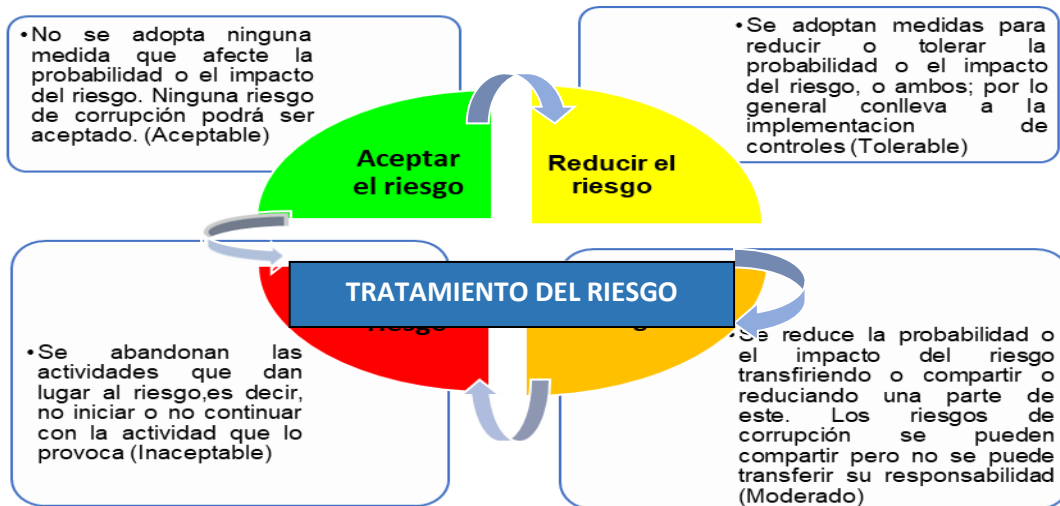 •No se adopta ninguna
medida que afecte la
probabilidad o el impacto
del riesgo. Ninguna riesgo
de corrupción podrá ser
aceptado. (Aceptable)
•Se adoptan medidas para
reducir o tolerar la
probabilidad o el impacto
del riesgo, o ambos; por lo
general conlleva a la
implementacion de
controles (Tolerable)
Aceptar
el riesgo
Reducir el
riesgo
TRATAMIENTO DEL RIESGO
riesgo
•Se abandonan las
actividades que dan
lugar al riesgo,es decir,
no iniciar o no continuar
con la actividad que lo
provoca (Inaceptable)
•Se reduce la probabilidad o
el impacto del riesgo
transfiriendo o compartir o
reduciando una parte de
este. Los riesgos de
corrupción se pueden
compartir pero no se puede
transferir su responsabilidad
(Moderado)